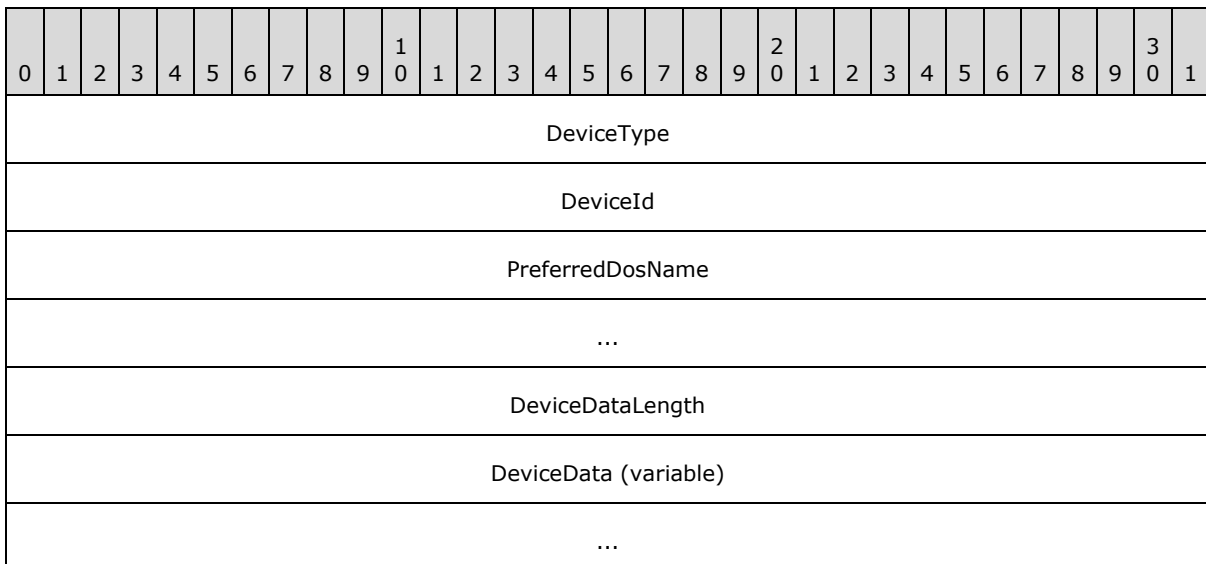 0 1 2 3 4 5 6 7 8 9 1 0 1 2 3 4 5 6 7 8 9 2 0 1 2 3 4 5 6 7 8 9 3 0 1
DeviceType
DeviceId
PreferredDosName
...
DeviceDataLength
DeviceData (variable)
...